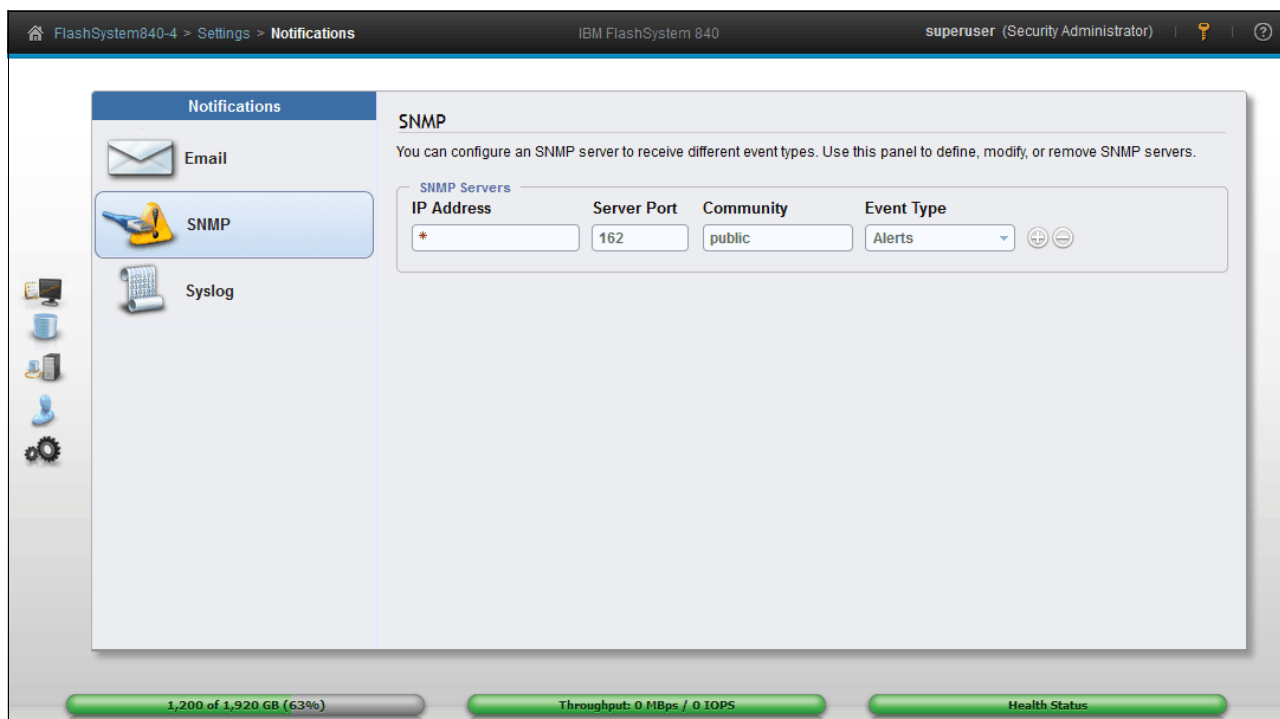 FlashSystem840-4 > Settings > Notifications
IBM FlashSystem 840
superuser (Security Administrator)
Notifications
Email
SNMP
Syslog
SNMP
You can configure an SNMP server to receive different event types. Use this panel to define, modify, or remove SNMP servers.
SNMP Servers
IP Address Server Port Community Event Type
* 162 public Alerts
1,200 of 1,920 GB (63%)
Throughput: 0 MBps / 0 IOPS
Health Status